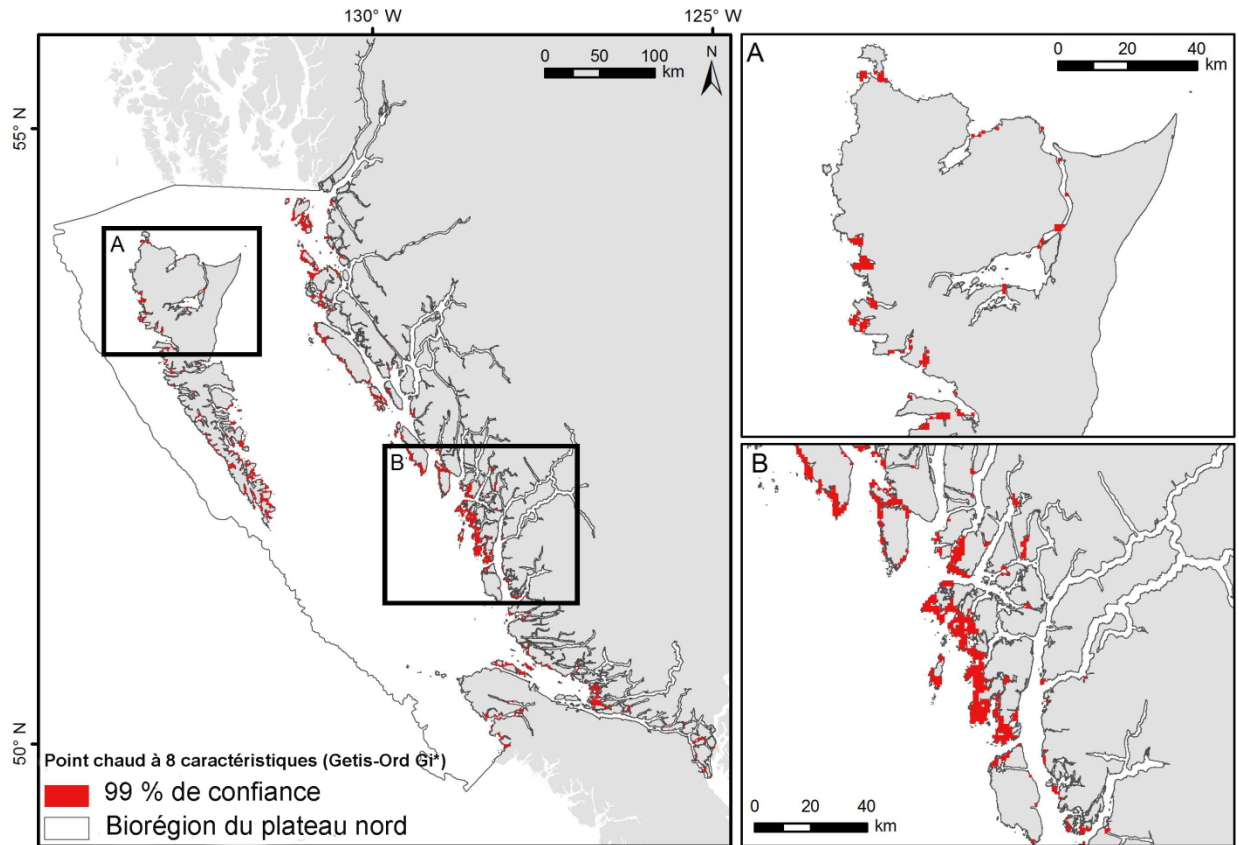 130° W
125° W
0 50 100
km
N
55° N
A
B
50° N
Point chaud à 8 caractéristiques (Getis-Ord Gi*)
99 % de confiance
Biorégion du plateau nord
A
0 20 40
km
B
0 20 40
km